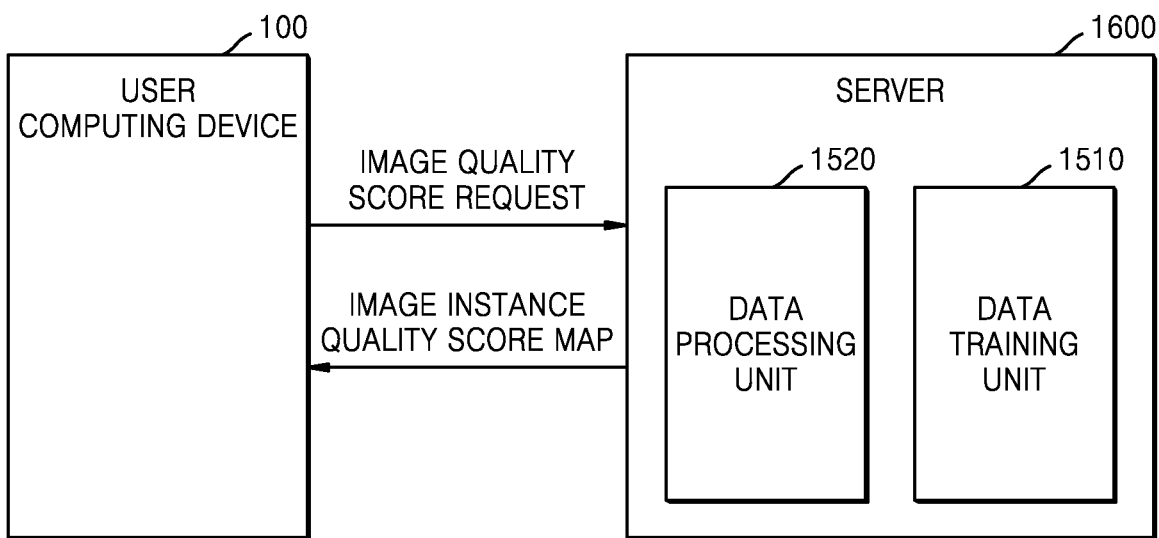 100
USER
COMPUTING DEVICE
IMAGE QUALITY
SCORE REQUEST
IMAGE INSTANCE
QUALITY SCORE MAP
1600
SERVER
1520
DATA
PROCESSING
UNIT
1510
DATA
TRAINING
UNIT